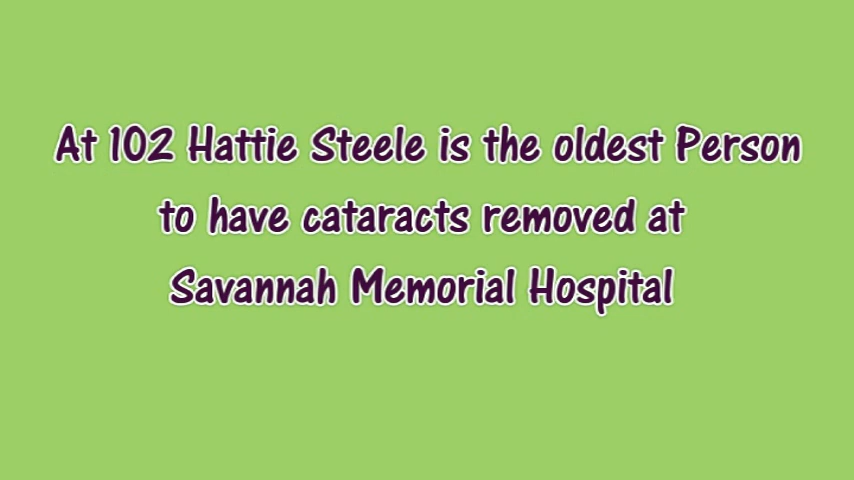 At 102 Hattie Steele is the oldest Person
to have cataracts removed at
Savannah Memorial Hospital